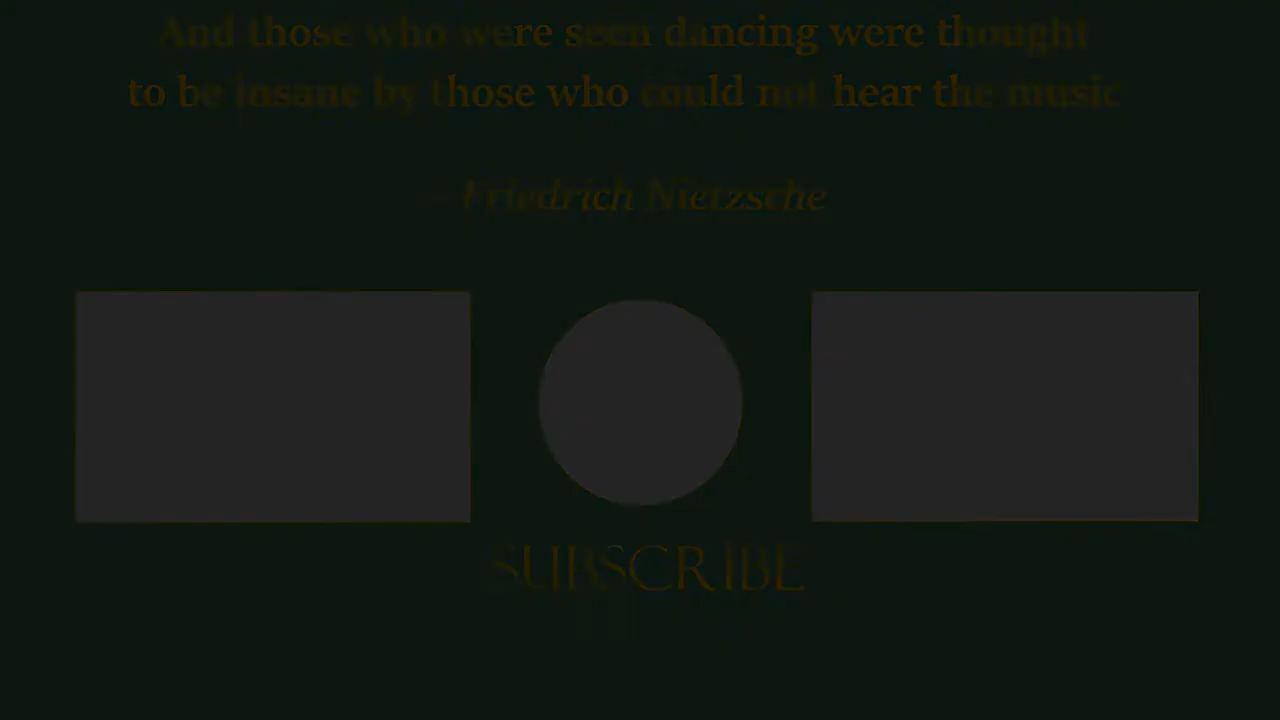 And those who were seen dancing were thought
to be insane by those who could not hear the music
— Friedrich Nietzsche
SUBSCRIBE